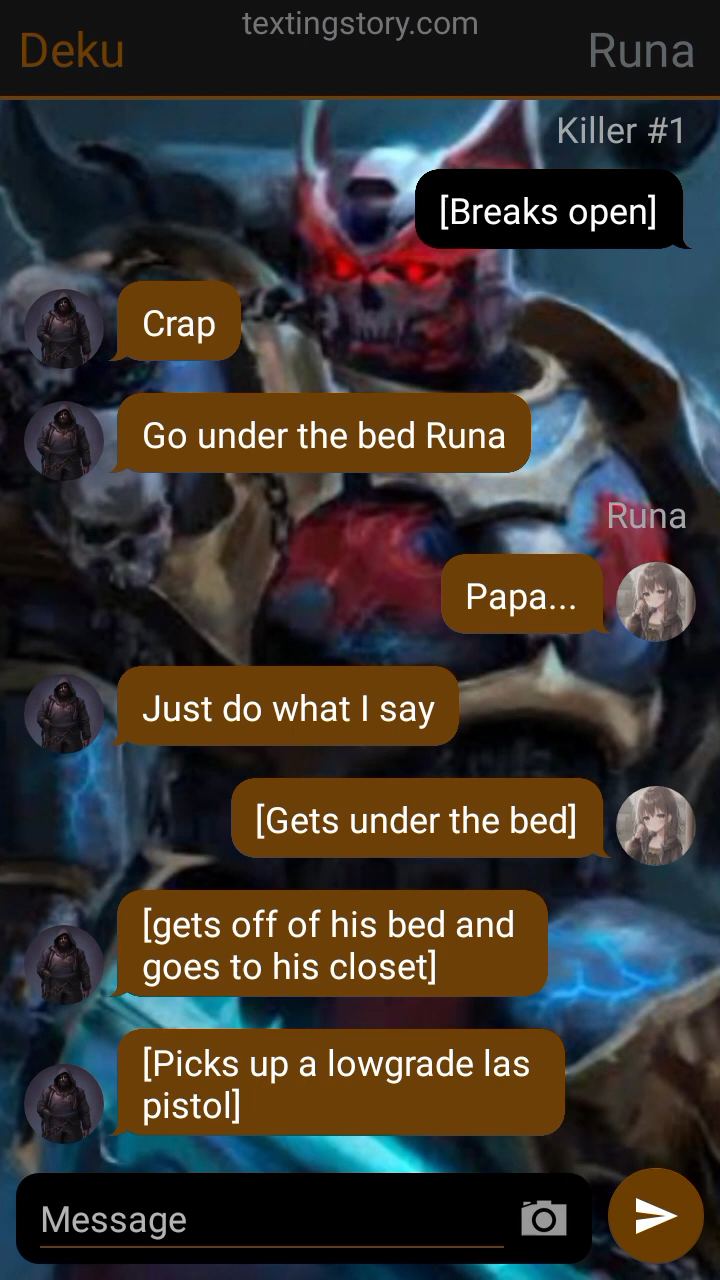 textingstory.com
Deku
Runa
Killer #1
[Breaks open]
Crap
Go under the bed Runa
Runa
Papa...
Just do what I say
[Gets under the bed]
[gets off of his bed and
goes to his closet]
[Picks up a lowgrade las
pistol]
Message